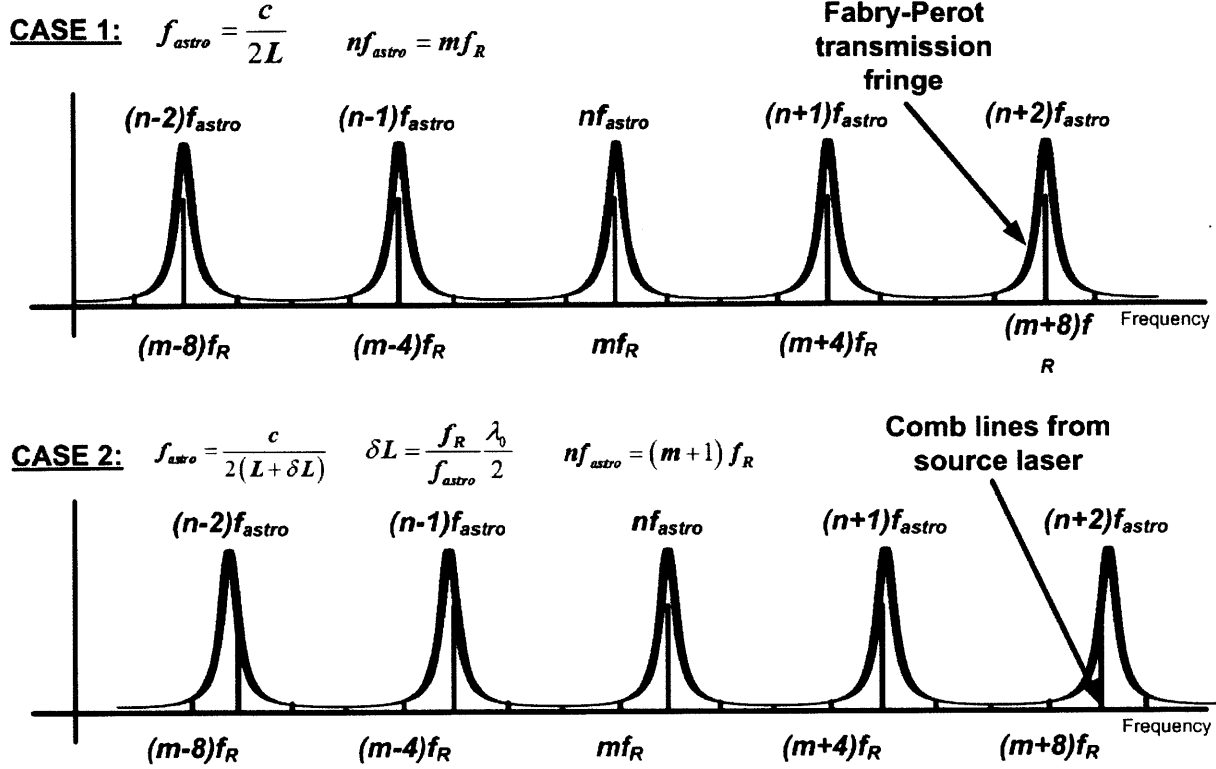 CASE 1: f_astro = c / 2L    nf_astro = mf_R
Fabry-Perot
transmission
fringe
(n-2)f_astro (n-1)f_astro nf_astro (n+1)f_astro (n+2)f_astro
(m-8)f_R (m-4)f_R mf_R (m+4)f_R (m+8)f
R
Frequency
CASE 2: f_astro = c / 2(L + δL)    δL = f_R / f_astro λ_0 / 2    nf_astro = (m + 1) f_R
Comb lines from
source laser
(n-2)f_astro (n-1)f_astro nf_astro (n+1)f_astro (n+2)f_astro
Frequency
(m-8)f_R (m-4)f_R mf_R (m+4)f_R (m+8)f_R